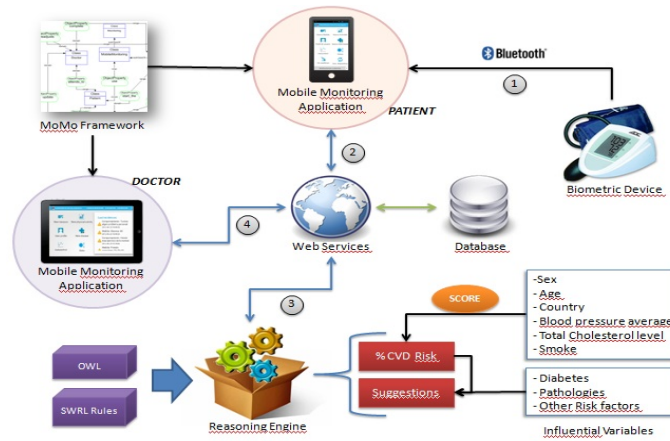 MoMo Framework
Mobile Monitoring
Application
PATIENT
Bluetooth®
1
Biometric Device
2
DOCTOR
Mobile Monitoring
Application
4
Web Services
Database
3
OWL
SWRL Rules
Reasoning Engine
SCORE
% CVD Risk
Suggestions
-Sex
- Age
- Country
- Blood pressure average
- Total Cholesterol level
- Smoke
- Diabetes
- Pathologies
- Other Risk factors
Influential Variables